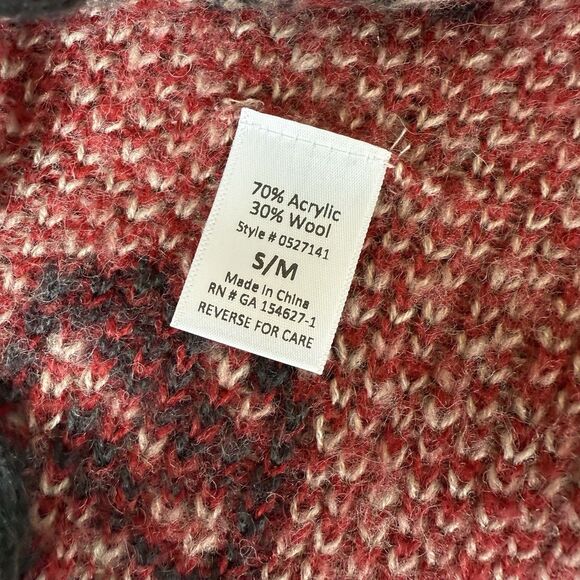 70% Acrylic
30% Wool
Style # 0527141
S/M
Made in China
RN # GA 154627-1
REVERSE FOR CARE